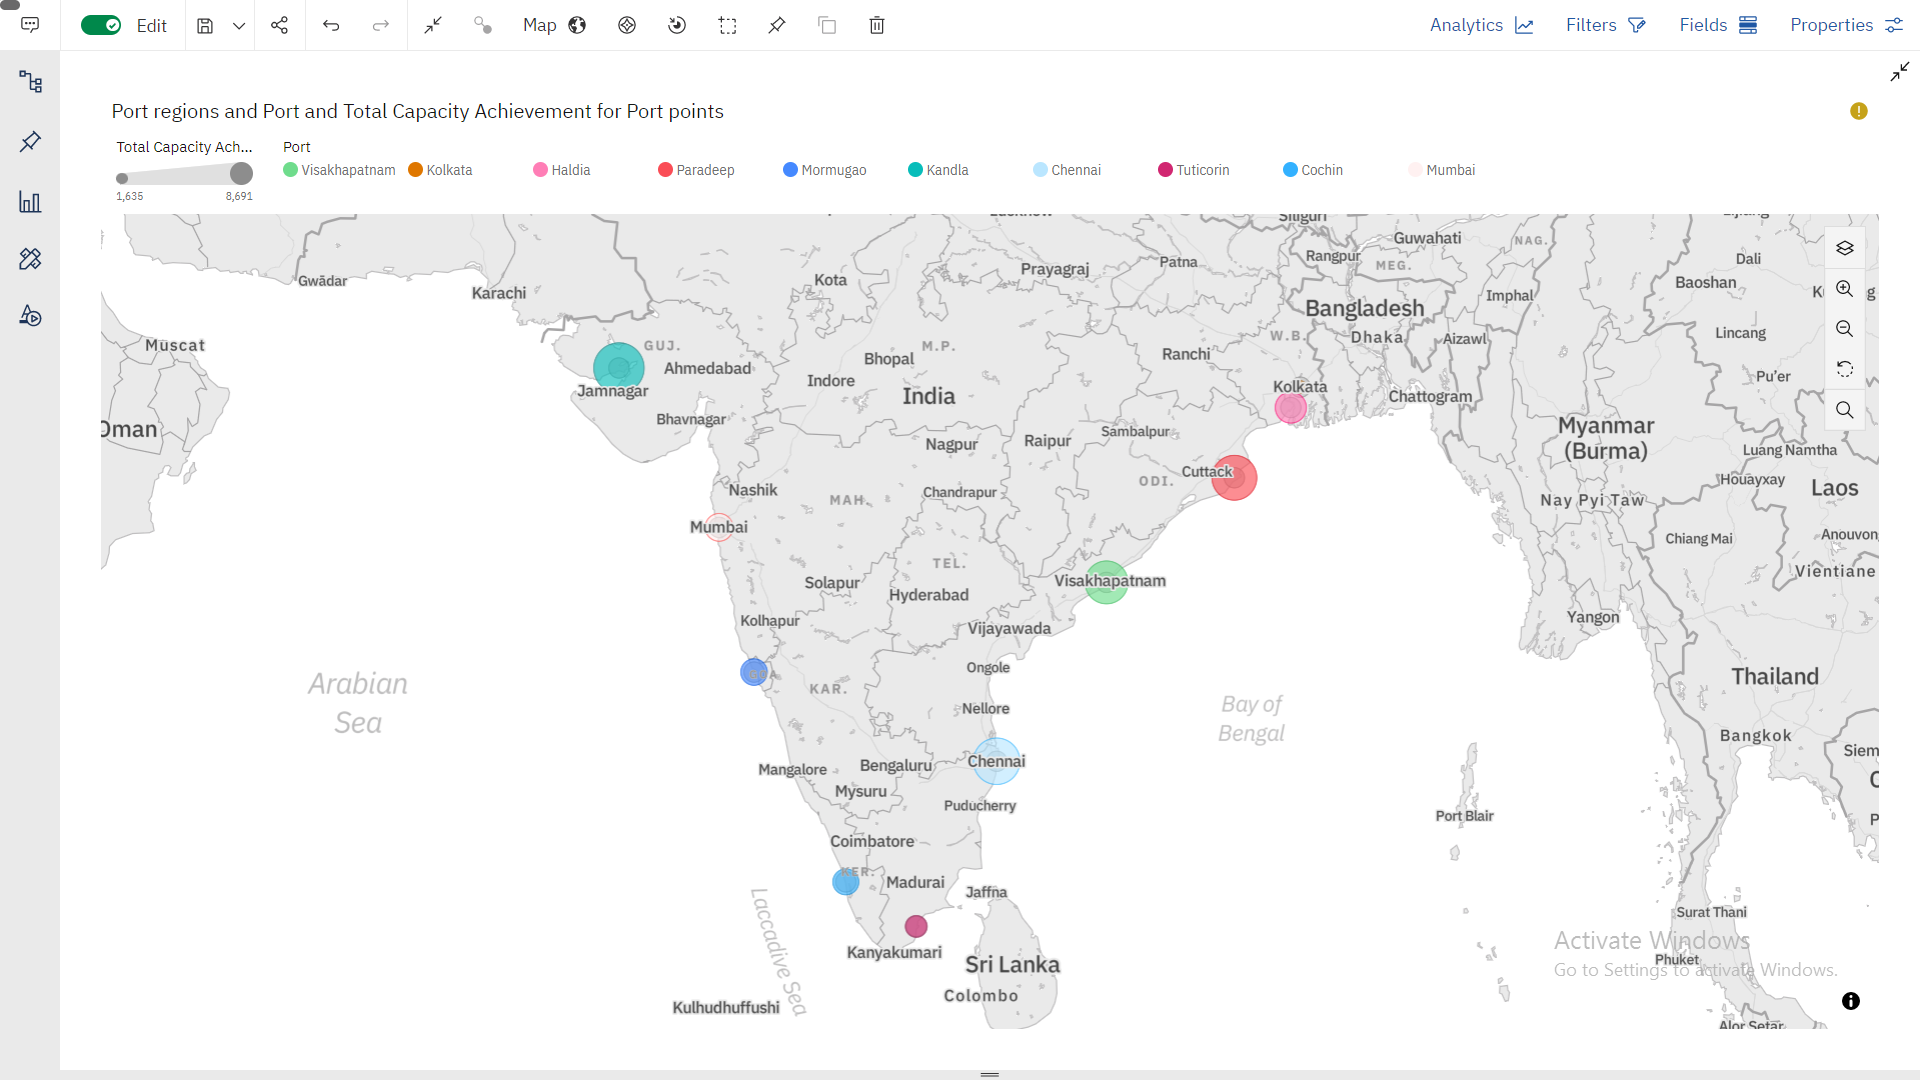 Edit
Map
Analytics
Filters
Fields
Properties
Port regions and Port and Total Capacity Achievement for Port points
Total Capacity Ach...
Port
1,635
8,691
Visakhapatnam
Kolkata
Haldia
Paradeep
Mormugao
Kandla
Chennai
Tuticorin
Cochin
Mumbai
Siliguri
Guwahati
NAG.
Rangpur
MEG.
Dali
Patna
Prayagraj
Kota
Gwādar
Karachi
Baoshan
Imphal
Bangladesh
W.B.
Dhaka
Aizawl
Lincang
Muscat
GUJ.
M.P.
Ranchi
Bhopal
Ahmedabad
Indore
Jamnagar
India
Kolkata
Chattogram
Pu'er
Bhavnagar
Oman
Sambalpur
Raipur
Nagpur
Myanmar
(Burma)
Luang Namtha
Cuttack
ODI.
Houayxay
Laos
Nashik
MAH.
Chandrapur
Nay Pyi Taw
Mumbai
Chiang Mai
Anouvon
TEL.
Vientiane
Solapur
Visakhapatnam
Hyderabad
Kolhapur
Vijayawada
Yangon
Ongole
Arabian
Sea
KAR.
Thailand
Bay of
Bengal
Nellore
Bangkok
Siem
Chennai
Bengaluru
Mangalore
Mysuru
Puducherry
Port Blair
Coimbatore
KER.
Madurai
Jaffna
Laccadive Sea
Surat Thani
Kanyakumari
Sri Lanka
Colombo
Phuket
Kulhudhuffushi
Alor Setar
Activate Windows
Go to Settings to activate Windows.